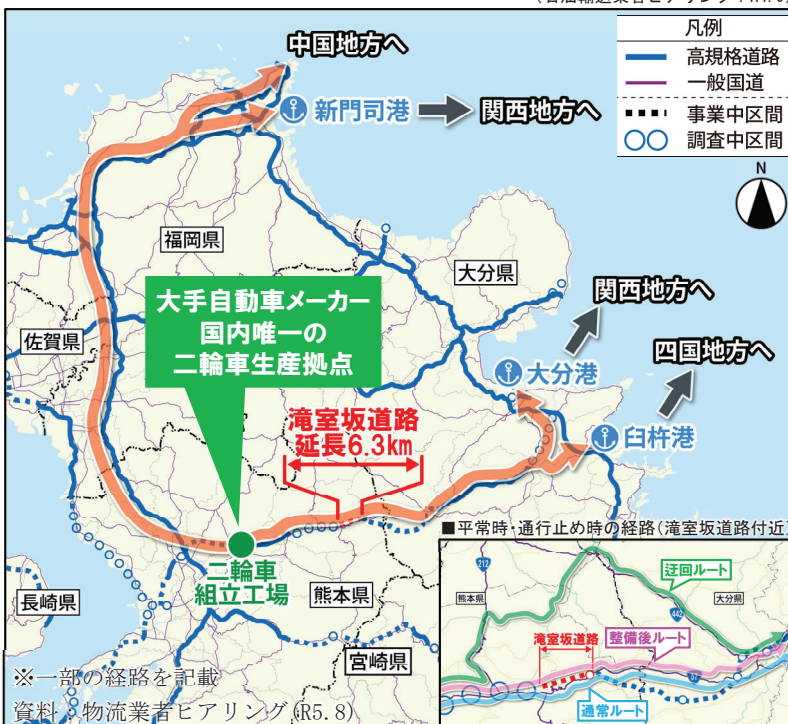 凡例
高規格道路
一般国道
事業中区間
調査中区間
N
中国地方へ
新門司港
関西地方へ
福岡県
大分県
大手自動車メーカー
国内唯一の
二輪車生産拠点
佐賀県
関西地方へ
四国地方へ
大分港
臼杵港
滝室坂道路
延長6.3km
二輪車
組立工場
長崎県
熊本県
宮崎県
※一部の経路を記載
資料：物流業者ヒアリング(R5.8)
■平常時・通行止め時の経路(滝室坂道路付近)
212
迂回ルート
熊本県
442
大分県
滝室坂道路
整備後ルート
57
通常ルート